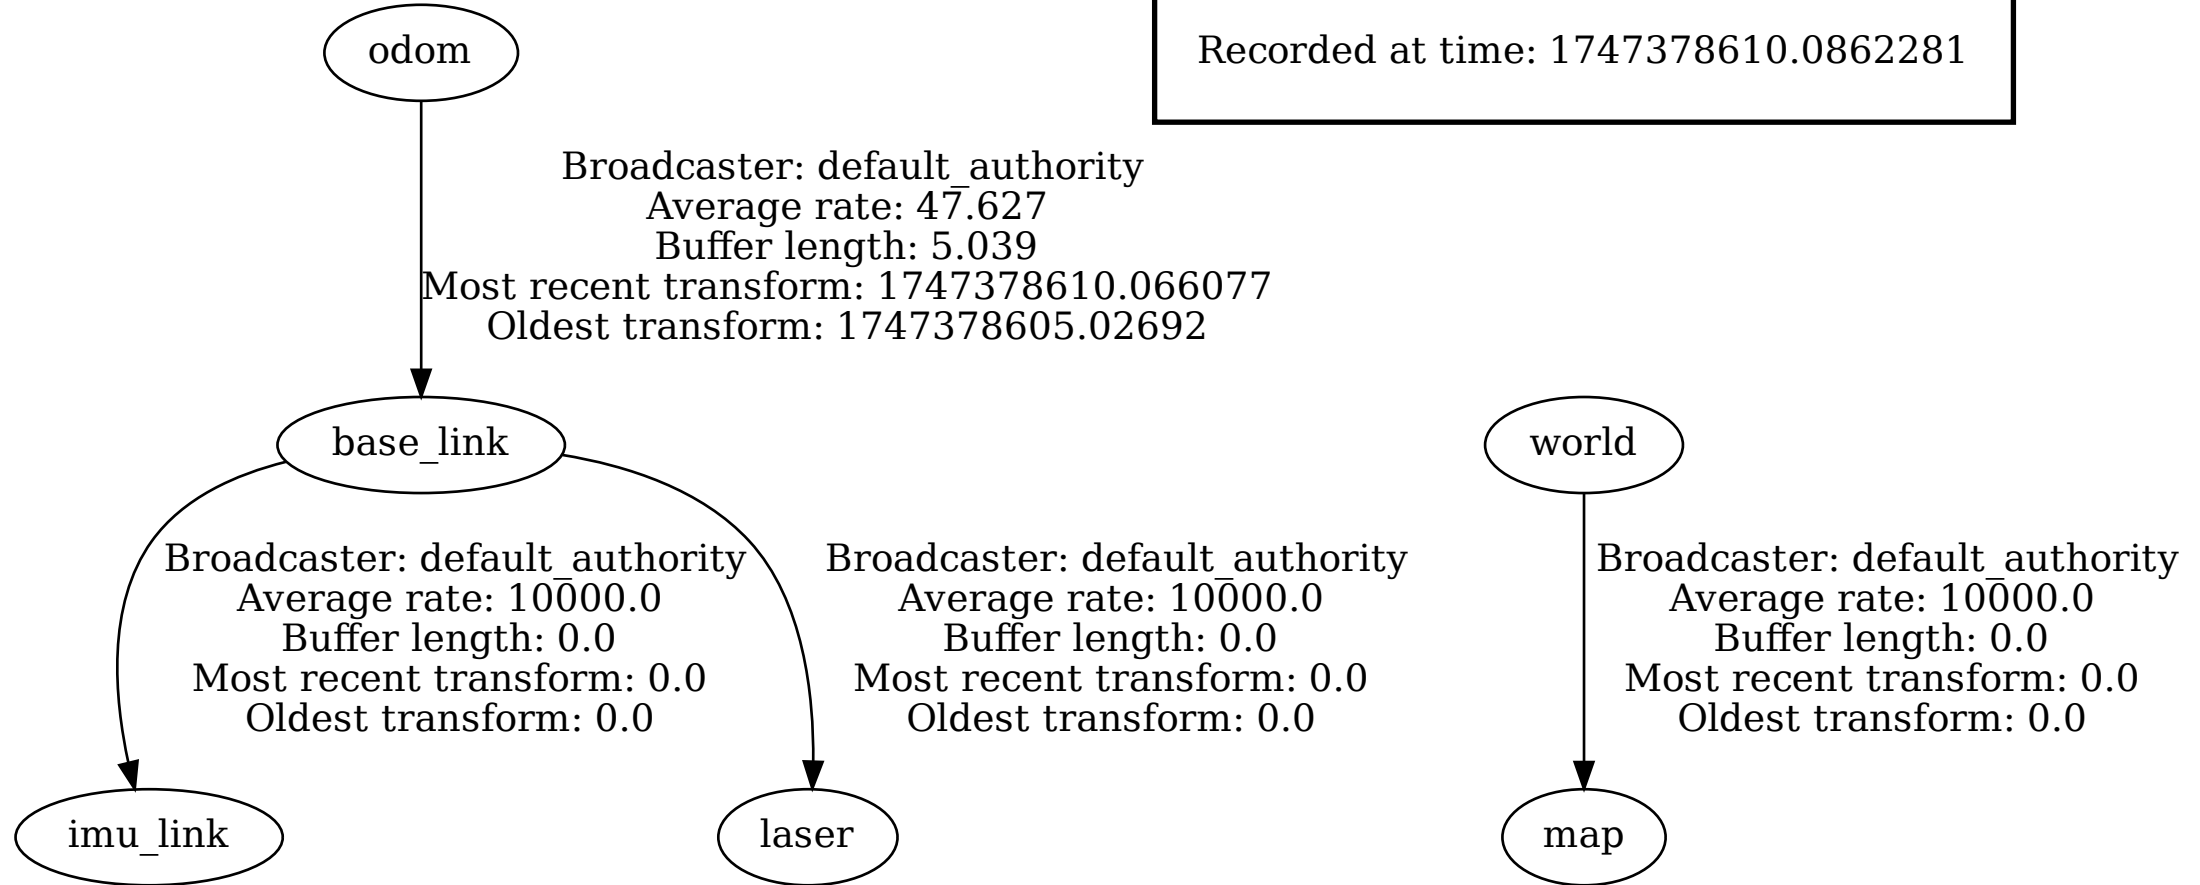 odom
Recorded at time: 1747378610.0862281
Broadcaster: default_authority
Average rate: 47.627
Buffer length: 5.039
Most recent transform: 1747378610.066077
Oldest transform: 1747378605.02692
base_link
world
Broadcaster: default_authority
Average rate: 10000.0
Buffer length: 0.0
Most recent transform: 0.0
Oldest transform: 0.0
Broadcaster: default_authority
Average rate: 10000.0
Buffer length: 0.0
Most recent transform: 0.0
Oldest transform: 0.0
Broadcaster: default_authority
Average rate: 10000.0
Buffer length: 0.0
Most recent transform: 0.0
Oldest transform: 0.0
imu_link
laser
map